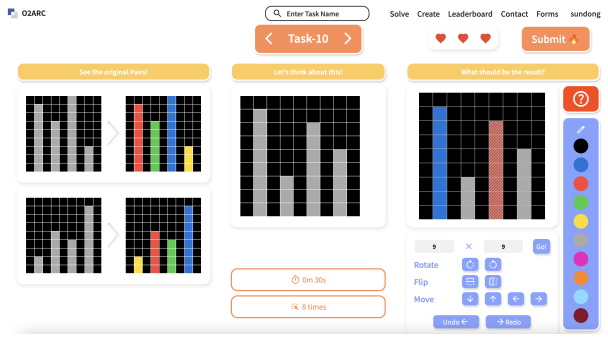 O2ARC
Enter Task Name
Solve Create Leaderboard Contact Forms sundong
Task-10
Submit
See the original Pairs!
Let's think about this!
What should be the result?
9 × 9 Go!
Rotate
Flip
Move
0m 30s
8 times
Undo ←
→ Redo